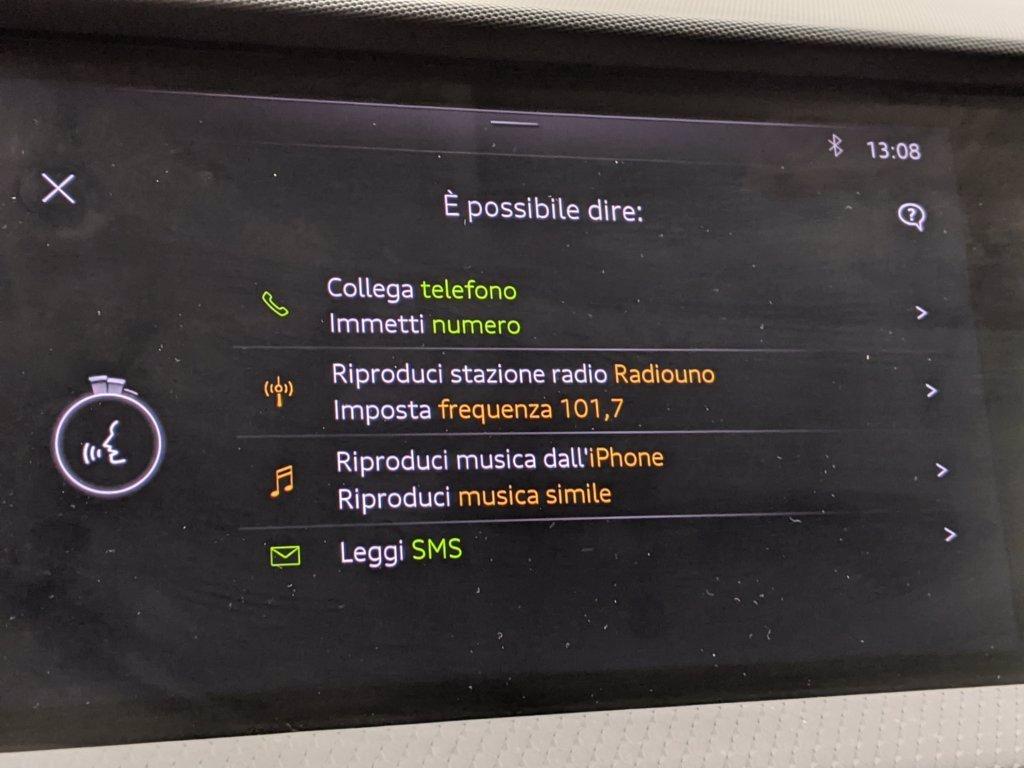 13:08
È possibile dire:
Collega telefono
Immetti numero
Riproduci stazione radio Radiouno
Imposta frequenza 101,7
Riproduci musica dall'iPhone
Riproduci musica simile
Leggi SMS